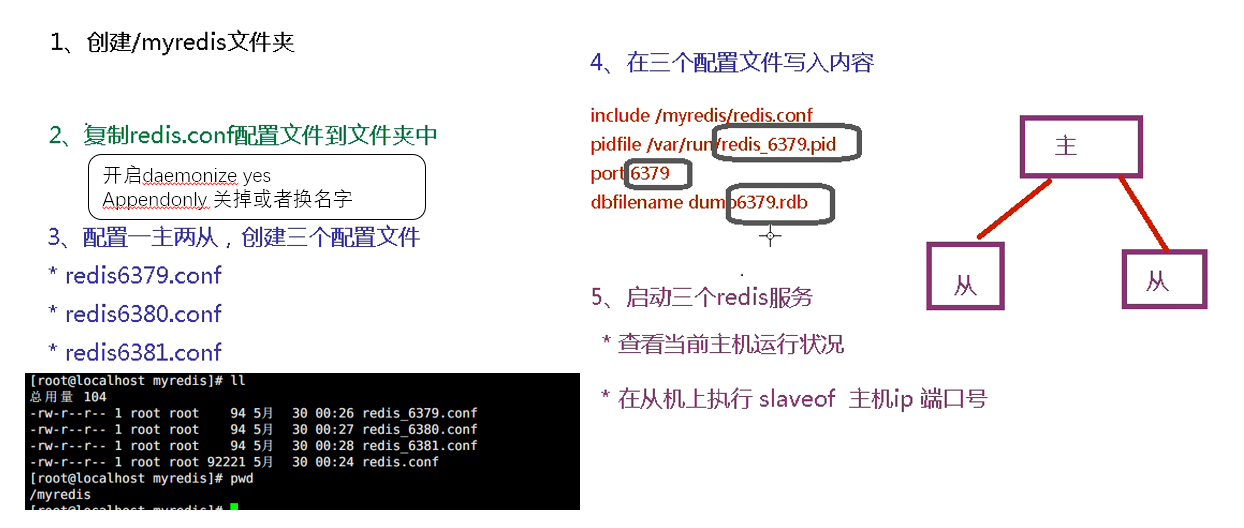 1、创建/myredis文件夹
2、复制redis.conf配置文件到文件夹中
开启daemonize yes
Appendonly 关掉或者换名字
3、配置一主两从，创建三个配置文件
* redis6379.conf
* redis6380.conf
* redis6381.conf
[root@localhost myredis]# ll
总用量 104
-rw-r--r-- 1 root root    94 5月   30 00:26 redis_6379.conf
-rw-r--r-- 1 root root    94 5月   30 00:27 redis_6380.conf
-rw-r--r-- 1 root root    94 5月   30 00:28 redis_6381.conf
-rw-r--r-- 1 root root 92221 5月   30 00:24 redis.conf
[root@localhost myredis]# pwd
/myredis
[root@localhost myredis]#
4、在三个配置文件写入内容
include /myredis/redis.conf
pidfile /var/run/redis_6379.pid
port 6379
dbfilename dump6379.rdb
5、启动三个redis服务
* 查看当前主机运行状况
* 在从机上执行 slaveof 主机ip 端口号
主
从
从